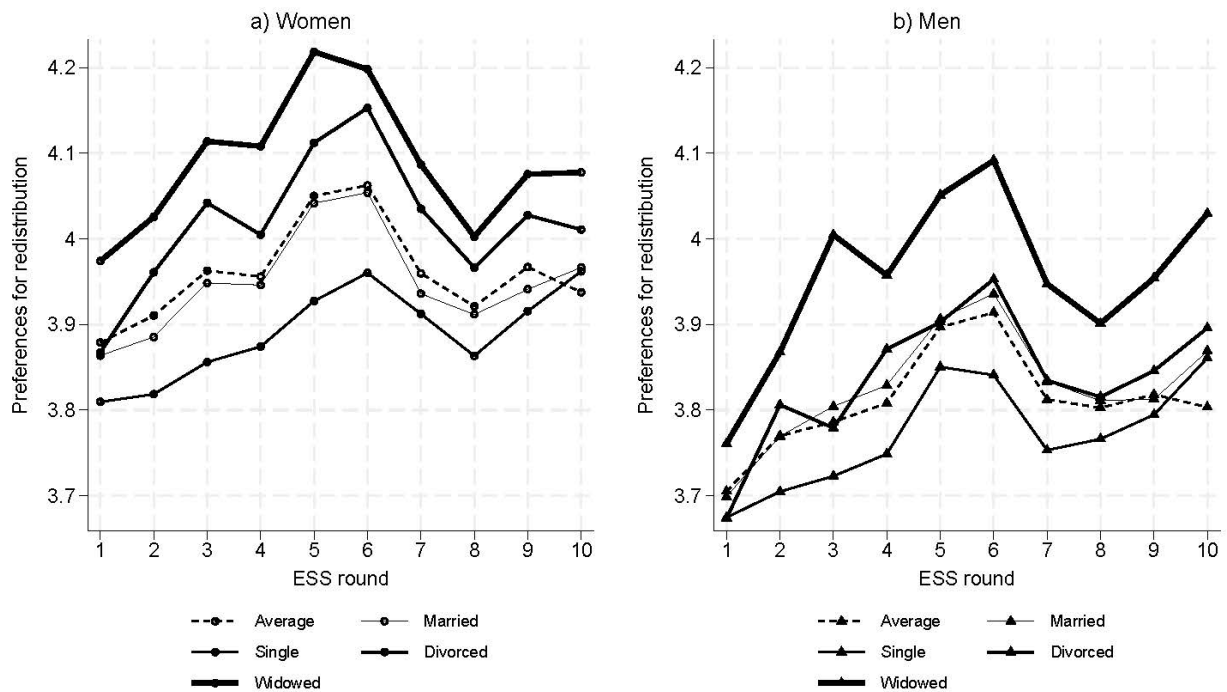 a) Women
Preferences for redistribution
4.2
4.1
4
3.9
3.8
3.7
1 2 3 4 5 6 7 8 9 10
ESS round
Average Married
Single Divorced
Widowed
b) Men
Preferences for redistribution
4.2
4.1
4
3.9
3.8
3.7
1 2 3 4 5 6 7 8 9 10
ESS round
Average Married
Single Divorced
Widowed